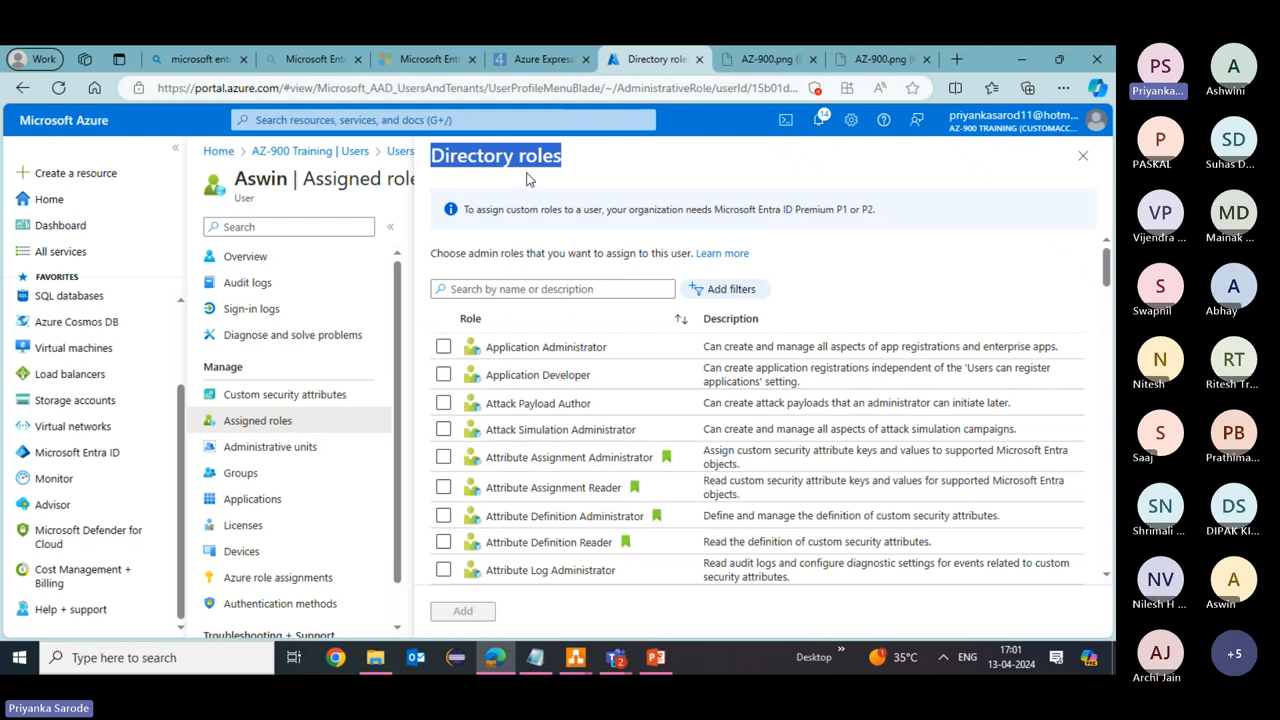 Work
microsoft ent
Microsoft Ent
Microsoft Ent
Azure Express
Directory role
AZ-900.png (
AZ-900.png (
https://portal.azure.com/#view/Microsoft_AAD_UsersAndTenants/UserProfileMenuBlade/~/AdministrativeRole/userId/15b01d...
Microsoft Azure
Search resources, services, and docs (G+/)
14
priyankasarod11@hotm...
AZ-900 TRAINING (CUSTOMACC...
Create a resource
Home
Dashboard
All services
FAVORITES
SQL databases
Azure Cosmos DB
Virtual machines
Load balancers
Storage accounts
Virtual networks
Microsoft Entra ID
Monitor
Advisor
Microsoft Defender for
Cloud
Cost Management +
Billing
Help + support
Home > AZ-900 Training | Users > Users
Aswin | Assigned role
User
Search
Overview
Audit logs
Sign-in logs
Diagnose and solve problems
Manage
Custom security attributes
Assigned roles
Administrative units
Groups
Applications
Licenses
Devices
Azure role assignments
Authentication methods
Troubleshooting + Support
Directory roles
To assign custom roles to a user, your organization needs Microsoft Entra ID Premium P1 or P2.
Choose admin roles that you want to assign to this user. Learn more
Search by name or description
Add filters
Role Description
Application Administrator Can create and manage all aspects of app registrations and enterprise apps.
Application Developer Can create application registrations independent of the 'Users can register
applications' setting.
Attack Payload Author Can create attack payloads that an administrator can initiate later.
Attack Simulation Administrator Can create and manage all aspects of attack simulation campaigns.
Attribute Assignment Administrator Assign custom security attribute keys and values to supported Microsoft Entra
objects.
Attribute Assignment Reader Read custom security attribute keys and values for supported Microsoft Entra
objects.
Attribute Definition Administrator Define and manage the definition of custom security attributes.
Attribute Definition Reader Read the definition of custom security attributes.
Attribute Log Administrator Read audit logs and configure diagnostic settings for events related to custom
security attributes.
Add
Type here to search
Desktop
35°C
ENG
17:01
13-04-2024
PS
Priyanka...
A
Ashwini
P
PASKAL
SD
Suhas D...
VP
Vijendra ...
MD
Mainak ...
S
Swapnil
A
Abhay
N
Nitesh
RT
Ritesh Tr...
S
Saaj
PB
Prathima...
SN
Shrimali ...
DS
DIPAK KI...
NV
Nilesh H ...
A
Aswin
AJ
Archi Jain
+5
Priyanka Sarode